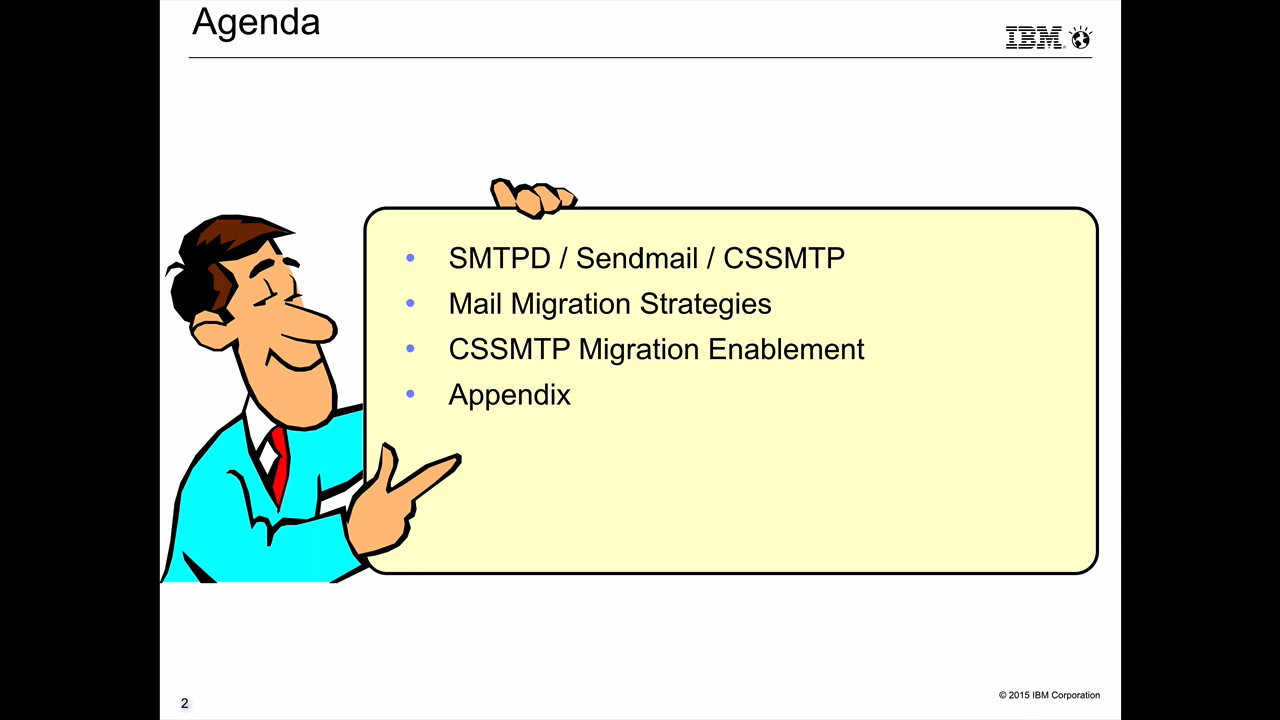 Agenda
IBM
• SMTPD / Sendmail / CSSMTP
• Mail Migration Strategies
• CSSMTP Migration Enablement
• Appendix
2
© 2015 IBM Corporation